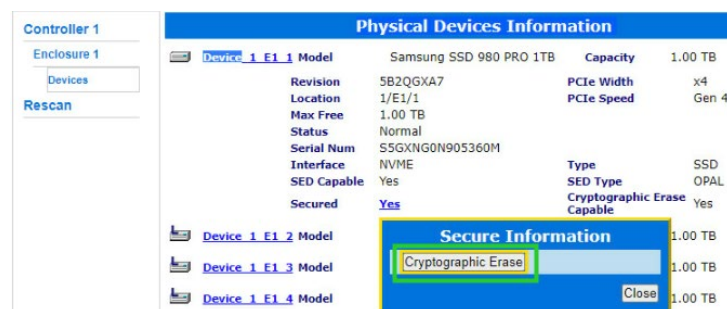 Controller 1
Enclosure 1
Devices
Rescan
Physical Devices Information
Device_1_E1_1 Model Samsung SSD 980 PRO 1TB Capacity 1.00 TB
Revision 5B2QGXA7 PCIe Width x4
Location 1/E1/1 PCIe Speed Gen 4
Max Free 1.00 TB
Status Normal
Serial Num S5GXNG0N905360M
Interface NVME Type SSD
SED Capable Yes SED Type OPAL
Secured Yes Cryptographic Erase Capable Yes
Device_1_E1_2 Model 1.00 TB
Device_1_E1_3 Model 1.00 TB
Device_1_E1_4 Model 1.00 TB
Secure Information
Cryptographic Erase
Close